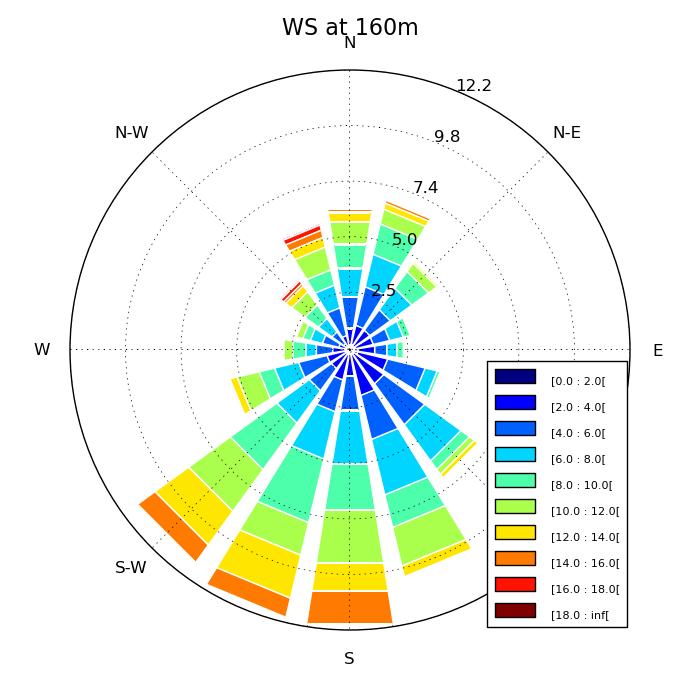 WS at 160m
N
12.2
N-W
9.8
N-E
7.4
5.0
2.5
W
E
[0.0 : 2.0[
[2.0 : 4.0[
[4.0 : 6.0[
[6.0 : 8.0[
[8.0 : 10.0[
[10.0 : 12.0[
[12.0 : 14.0[
[14.0 : 16.0[
[16.0 : 18.0[
[18.0 : inf[
S-W
S